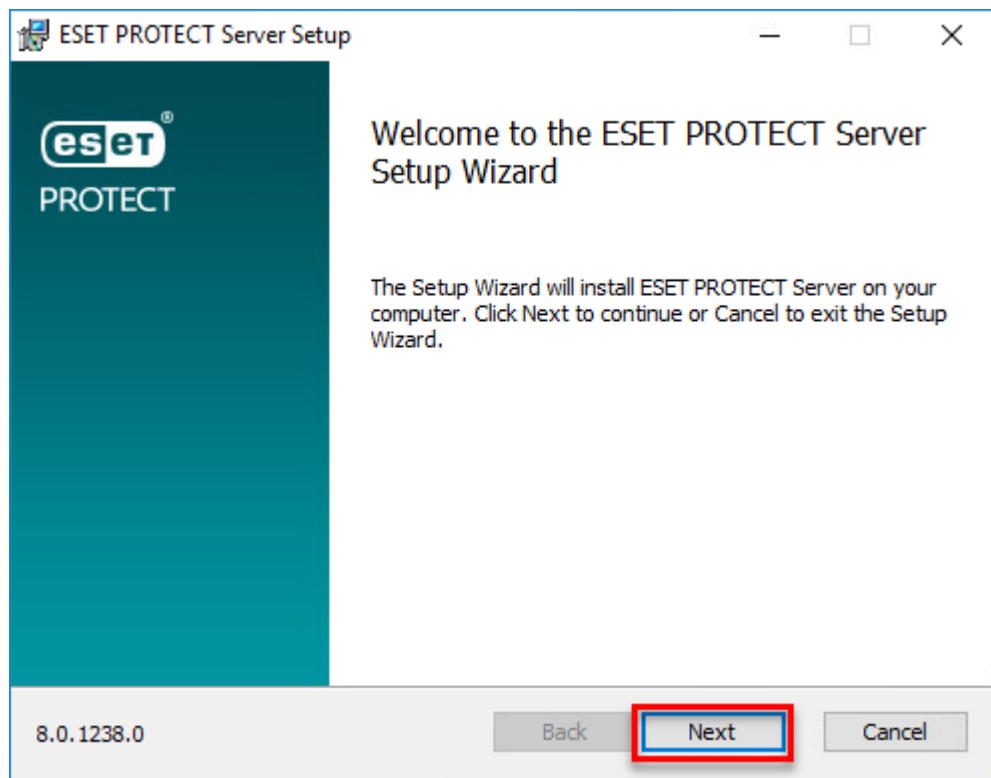 ESET PROTECT Server Setup
eseT®
PROTECT
Welcome to the ESET PROTECT Server
Setup Wizard
The Setup Wizard will install ESET PROTECT Server on your
computer. Click Next to continue or Cancel to exit the Setup
Wizard.
8.0.1238.0
Back
Next
Cancel